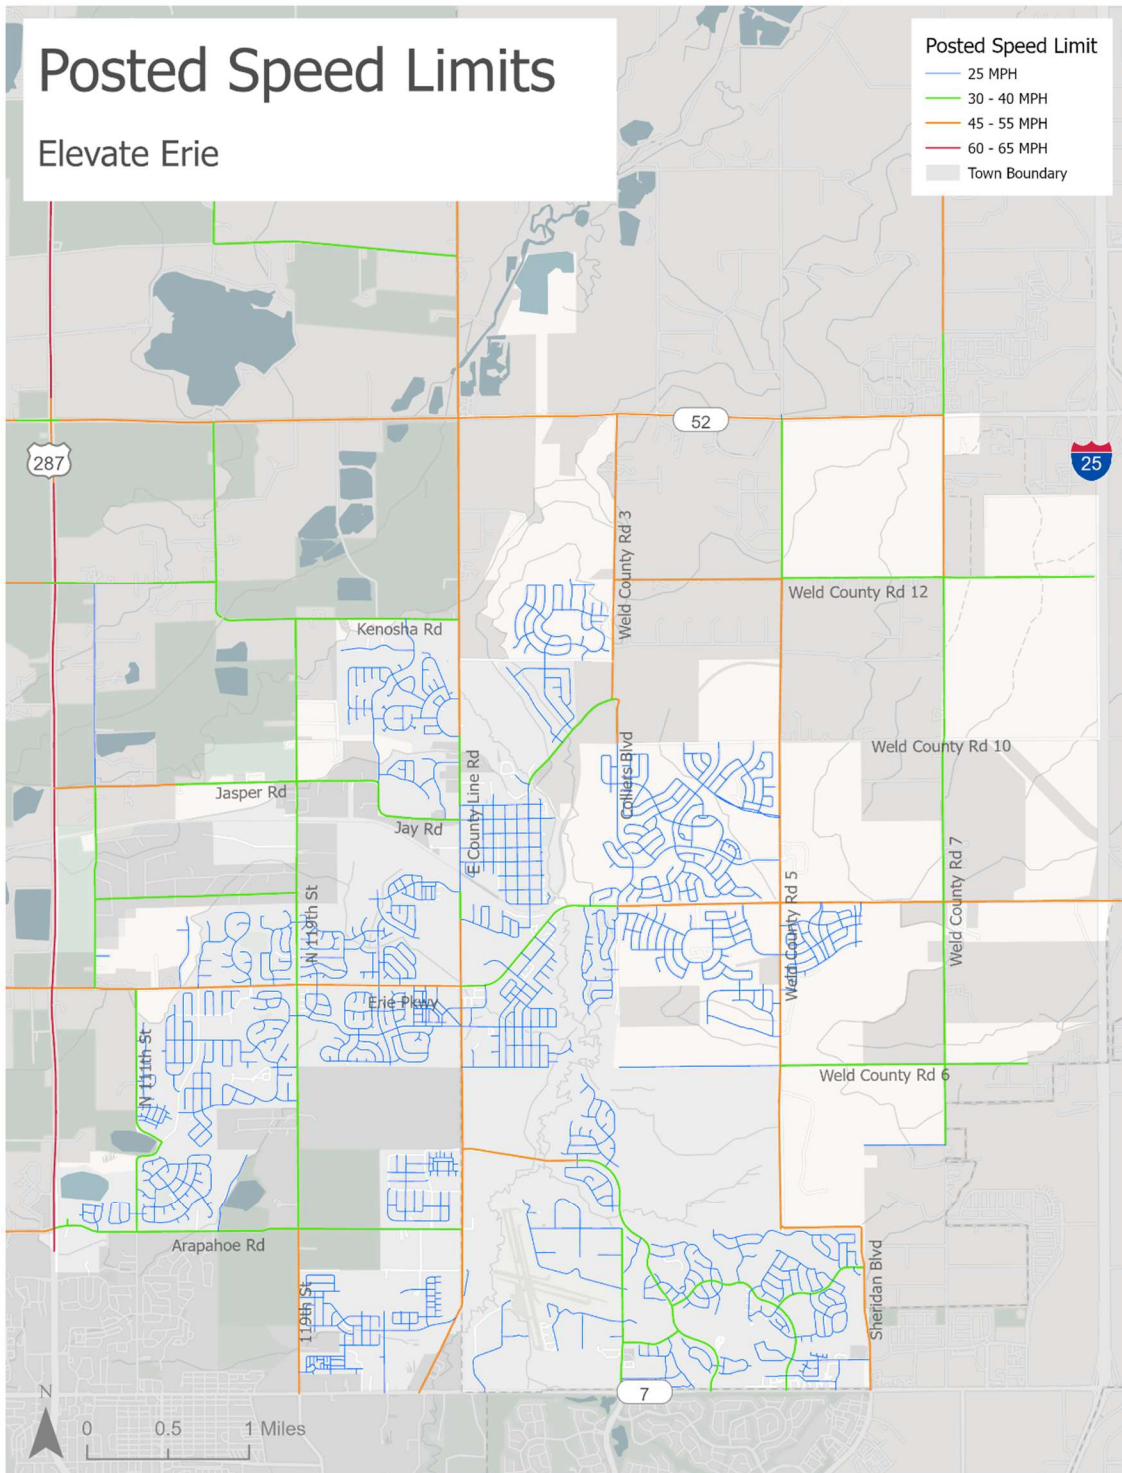 Posted Speed Limits
Elevate Erie
Posted Speed Limit
25 MPH
30 - 40 MPH
45 - 55 MPH
60 - 65 MPH
Town Boundary
52
287
25
Weld County Rd 3
Weld County Rd 12
Kenosha Rd
Weld County Rd 10
Colliers Blvd
E County Line Rd
Jasper Rd
Jay Rd
Weld County Rd 7
Weld County Rd 5
N 119th St
Erie Pkwy
N 111th St
Weld County Rd 6
Arapahoe Rd
119th St
Sheridan Blvd
7
N
0 0.5 1 Miles